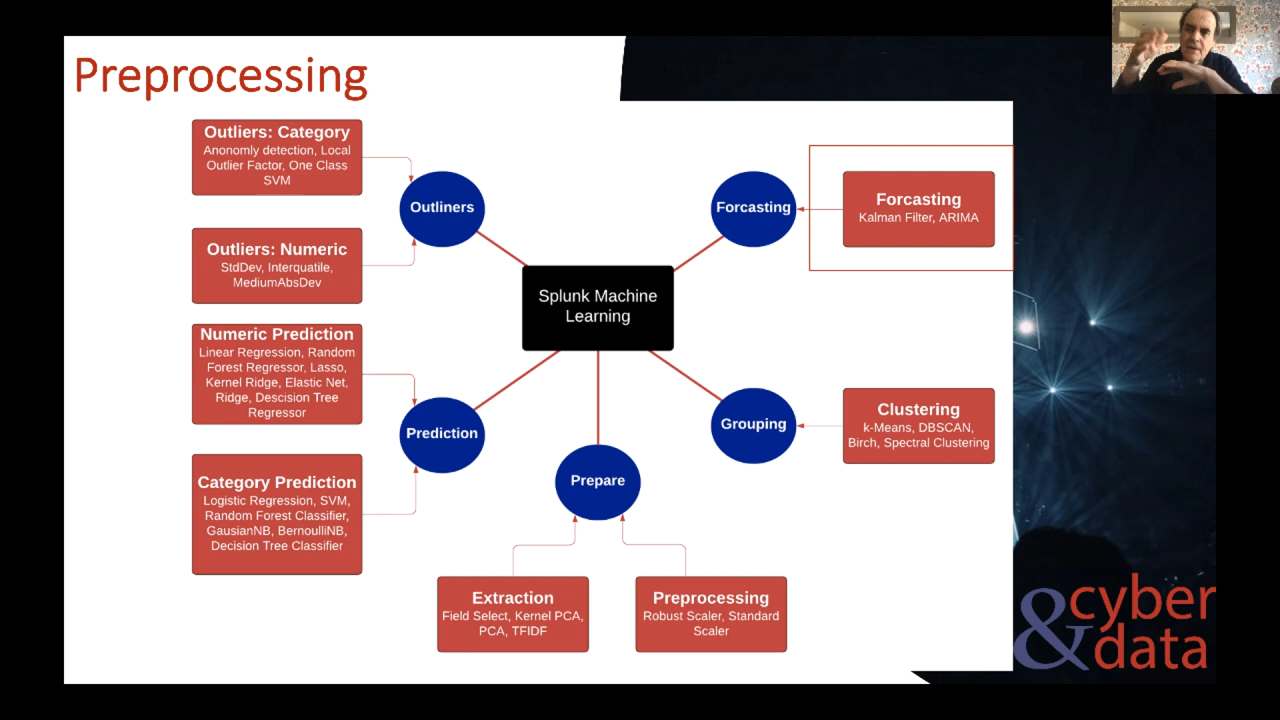 Preprocessing
Outliers: Category
Anonomly detection, Local
Outlier Factor, One Class
SVM
Outliers: Numeric
StdDev, Interquatile,
MediumAbsDev
Numeric Prediction
Linear Regression, Random
Forest Regressor, Lasso,
Kernel Ridge, Elastic Net,
Ridge, Descision Tree
Regressor
Category Prediction
Logistic Regression, SVM,
Random Forest Classifier,
GausianNB, BernoulliNB,
Decision Tree Classifier
Outliners
Prediction
Splunk Machine
Learning
Prepare
Extraction
Field Select, Kernel PCA,
PCA, TFIDF
Preprocessing
Robust Scaler, Standard
Scaler
Forcasting
Forcasting
Kalman Filter, ARIMA
Grouping
Clustering
k-Means, DBSCAN,
Birch, Spectral Clustering
cyber
&data